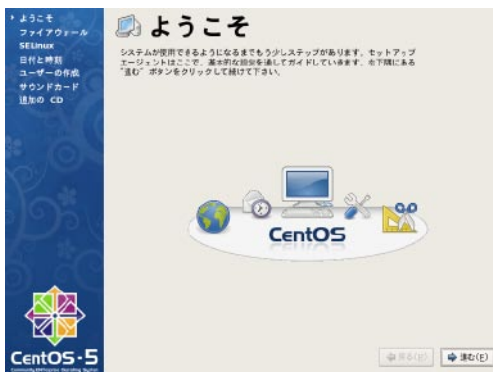 ようこそ
ファイアウォール
SELinux
日付と時刻
ユーザーの作成
サウンドカード
追加の CD
ようこそ
システムが使用できるようになるまでもう少しステップがあります。セットアップ
エージェントはここで、基本的な設定を通してガイドしていきます。右下隅にある
"進む" ボタンをクリックして続けて下さい。
CentOS
CentOS-5
Community ENTerprise Operating System
戻る(B)
進む(F)